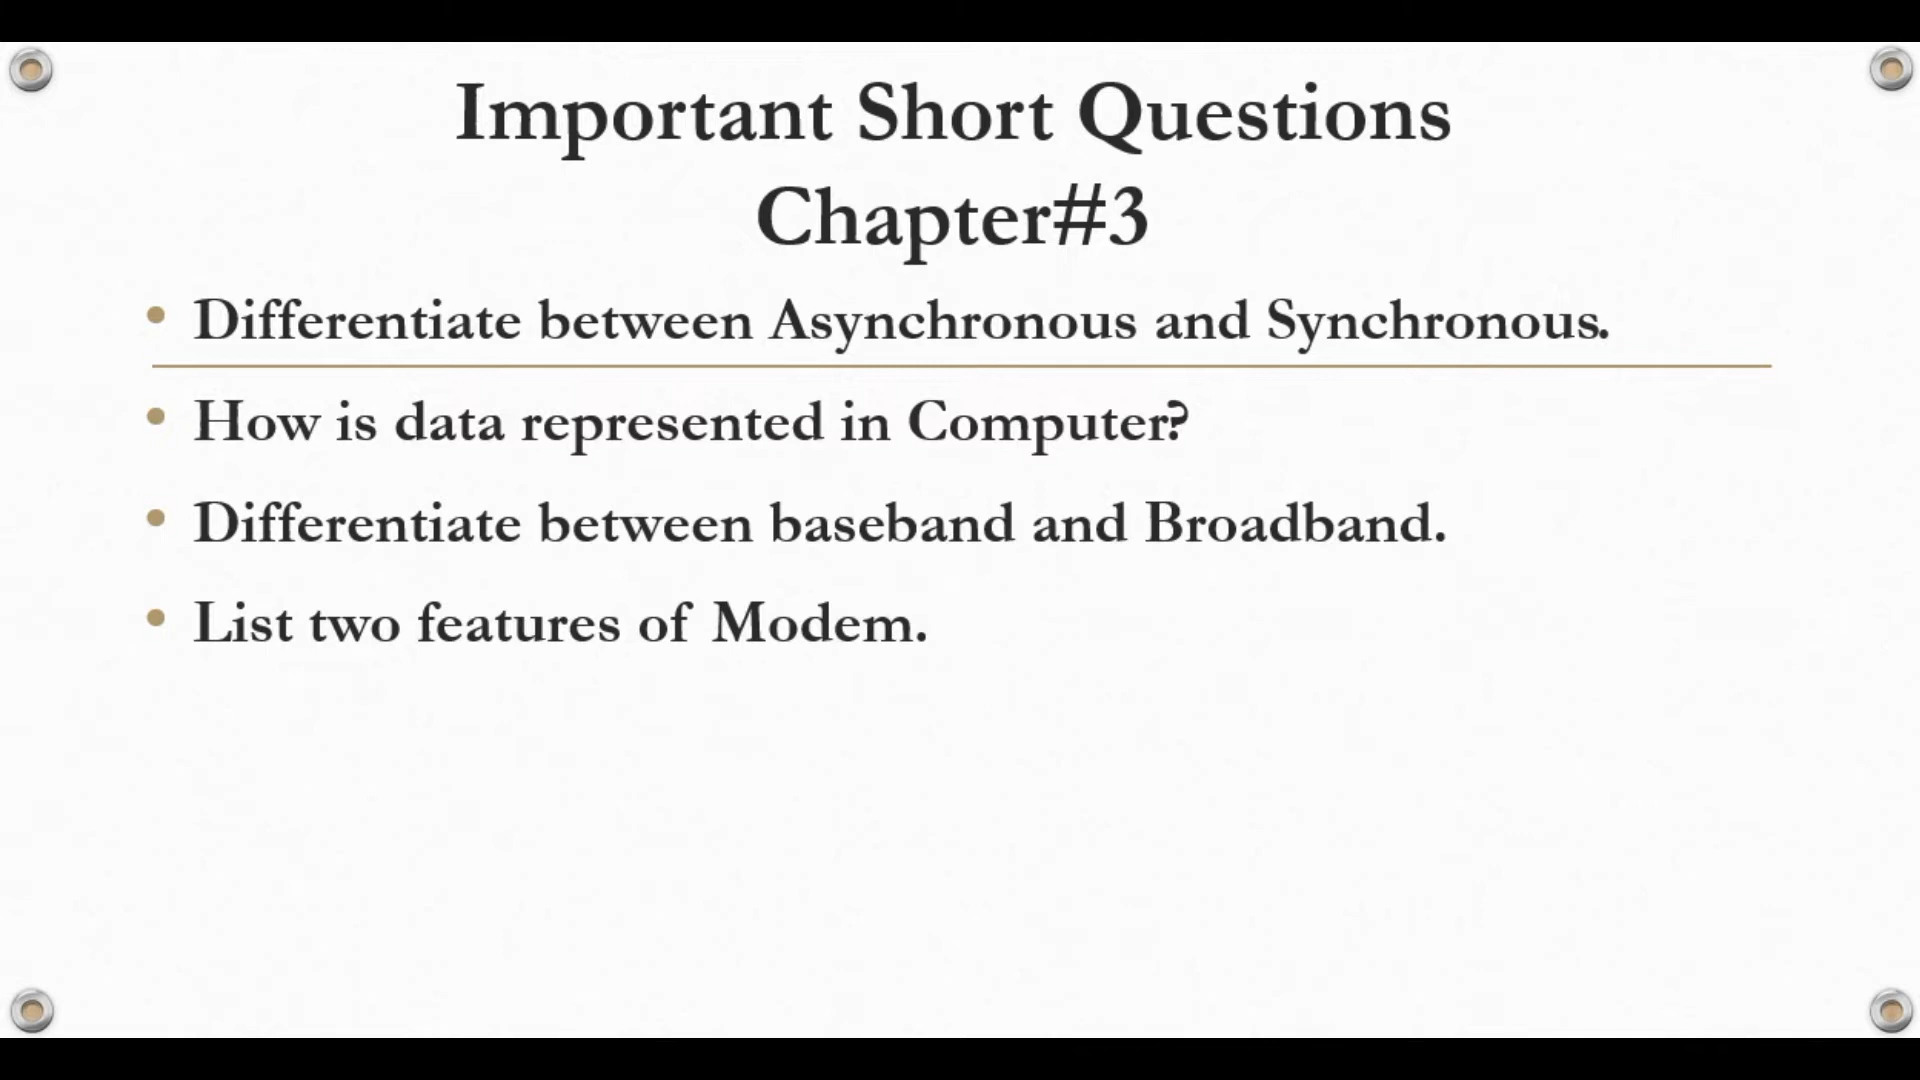 Important Short Questions
Chapter#3
• Differentiate between Asynchronous and Synchronous.
• How is data represented in Computer?
• Differentiate between baseband and Broadband.
• List two features of Modem.